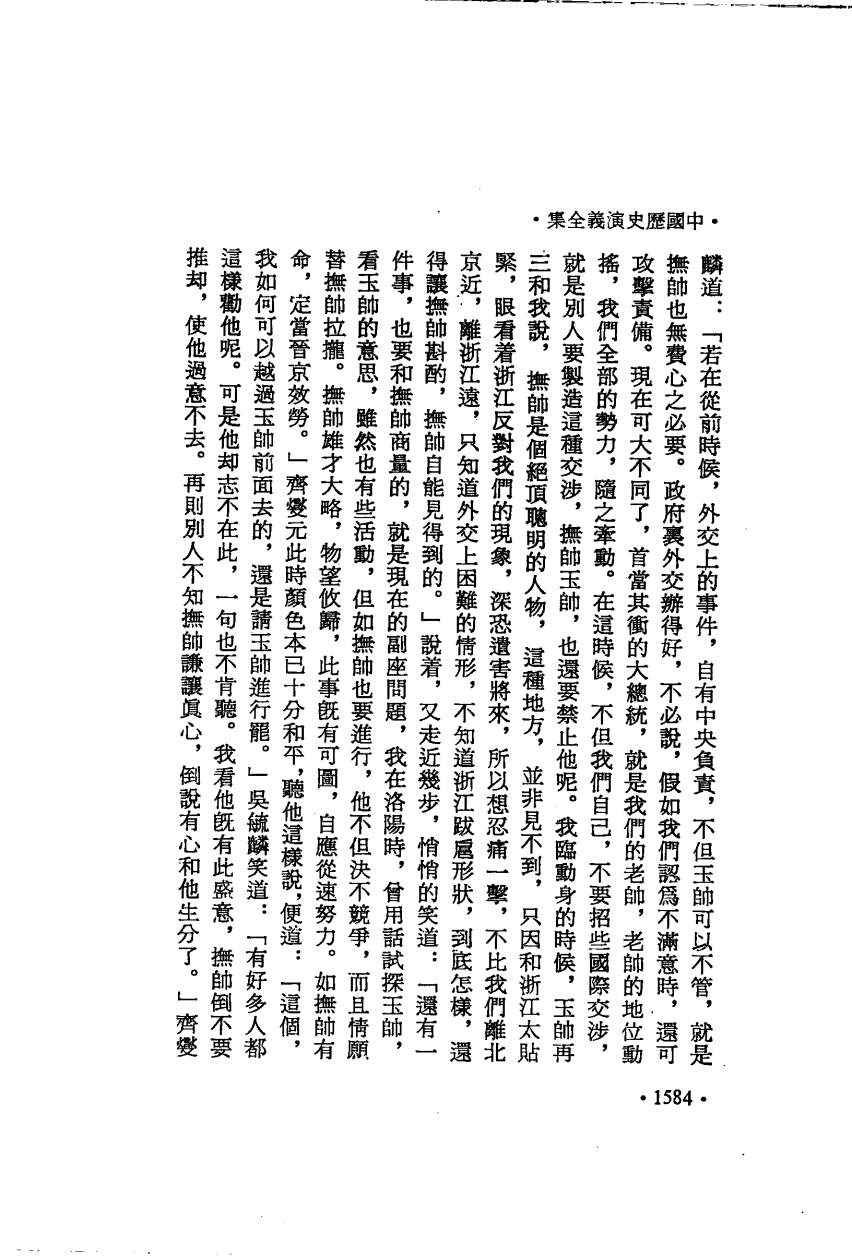 •中國歷史演義全集•
麟道：「若在從前時候，外交上的事件，自有中央負責，不但玉帥可以不管，就是
撫帥也無費心之必要。政府裏外交辦得好，不必說，假如我們認爲不滿意時，還可
攻擊責備。現在可大不同了，首當其衝的大總統，就是我們的老帥，老帥的地位動
搖，我們全部的勢力，隨之牽動。在這時候，不但我們自己，不要招些國際交涉，
就是別人要製造這種交涉，撫帥玉帥，也還要禁止他呢。我臨動身的時候，玉帥再
三和我說，撫帥是個絕頂聰明的人物，這種地方，並非見不到，只因和浙江太貼
緊，眼看着浙江反對我們的現象，深恐遺害將來，所以想忍痛一擊，不比我們離北
京近，離浙江遠，只知道外交上困難的情形，不知道浙江跋扈形狀，到底怎樣，還
得讓撫帥斟酌，撫帥自能見得到的。」說着，又走近幾步，悄悄的笑道：「還有一
件事，也要和撫帥商量的，就是現在的副座問題，我在洛陽時，曾用話試探玉帥，
看玉帥的意思，雖然也有些活動，但如撫帥也要進行，他不但決不競爭，而且情願
替撫帥拉攏。撫帥雄才大略，物望攸歸，此事旣有可圖，自應從速努力。如撫帥有
命，定當晉京效勞。」齊燮元此時顏色本已十分和平，聽他這樣說，便道：「這個，
我如何可以越過玉帥前面去的，還是請玉帥進行罷。」吳毓麟笑道：「有好多人都
這樣勸他呢。可是他却志不在此，一句也不肯聽。我看他旣有此盛意，撫帥倒不要
推却，使他過意不去。再則別人不知撫帥謙讓眞心，倒說有心和他生分了。」齊燮
•1584•